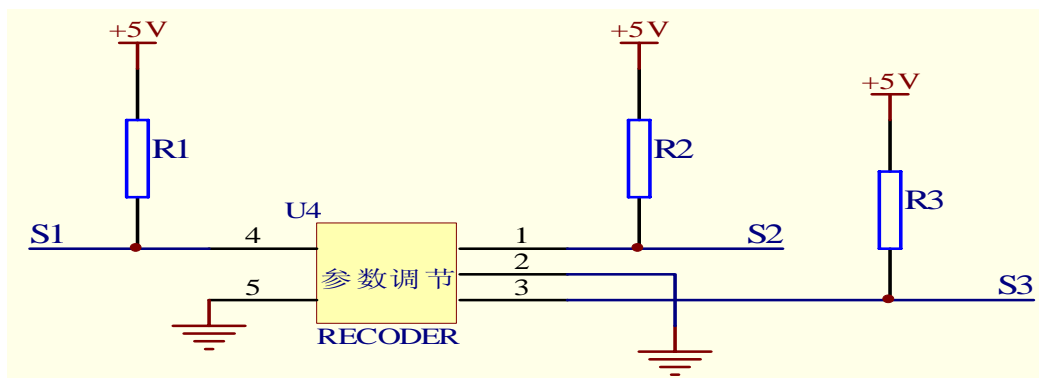 +5V
+5V
+5V
R1
R2
R3
U4
S1
4
1
S2
2
参数调节
5
3
S3
RECODER